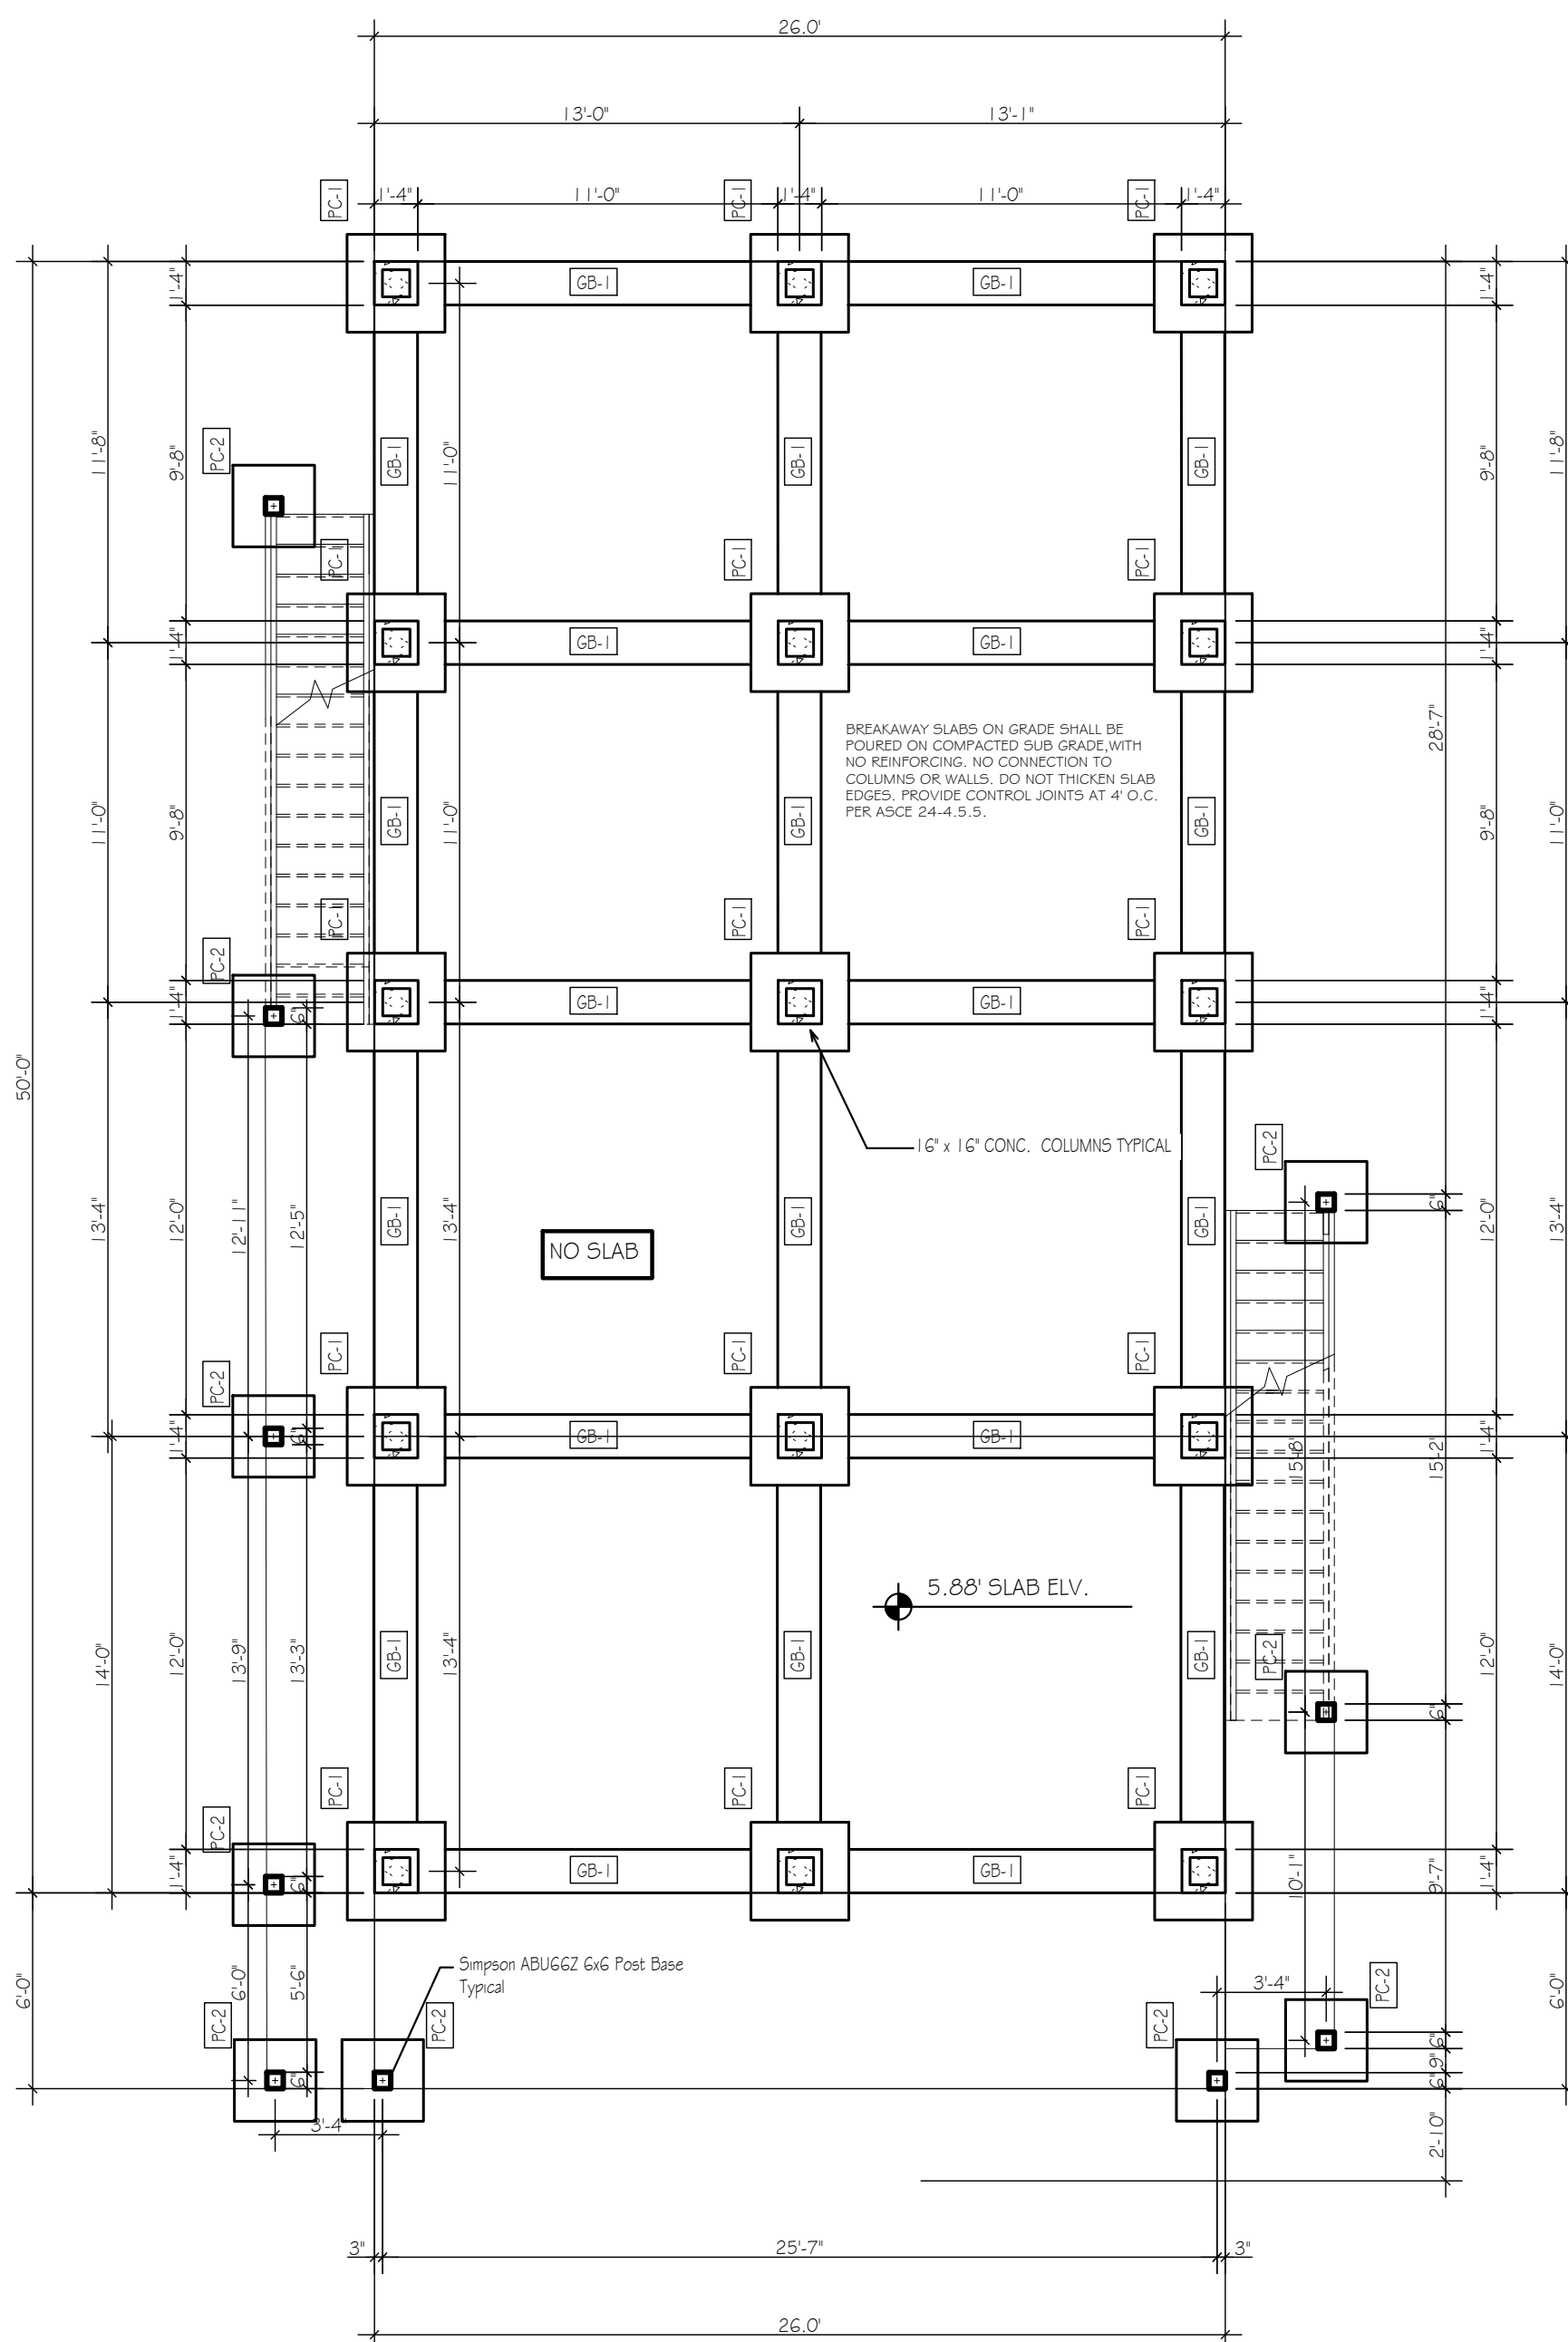 26.0'
13'-0"
13'-1"
PC-1
1'-4"
11'-0"
PC-1
1'-4"
11'-0"
PC-1
1'-4"
1'-4"
GB-1
GB-1
1'-4"
11'-8"
9'-8"
PC-2
GB-1
11'-0"
GB-1
GB-1
9'-8"
11'-8"
PC-1
PC-1
PC-1
1'-4"
GB-1
GB-1
1'-4"
28'-7"
BREAKAWAY SLABS ON GRADE SHALL BE
POURED ON COMPACTED SUB GRADE,WITH
NO REINFORCING. NO CONNECTION TO
COLUMNS OR WALLS. DO NOT THICKEN SLAB
EDGES. PROVIDE CONTROL JOINTS AT 4' O.C.
PER ASCE 24-4.5.5.
11'-0"
9'-8"
GB-1
11'-0"
GB-1
GB-1
9'-8"
11'-0"
PC-2
PC-1
PC-1
PC-1
1'-4"
6"
GB-1
GB-1
1'-4"
50'-0"
16" x 16" CONC. COLUMNS TYPICAL
PC-2
6"
13'-4"
12'-0"
12'-11"
12'-5"
GB-1
13'-4"
GB-1
GB-1
12'-0"
13'-4"
NO SLAB
PC-2
PC-1
PC-1
PC-1
1'-4"
6"
GB-1
GB-1
15'-8"
15'-2"
1'-4"
5.88' SLAB ELV.
14'-0"
12'-0"
13'-9"
13'-3"
GB-1
13'-4"
GB-1
GB-1
PC-2
12'-0"
14'-0"
6"
PC-2
PC-1
PC-1
PC-1
1'-4"
6"
GB-1
GB-1
10'-1"
9'-7"
1'-4"
Simpson ABU66Z 6x6 Post Base
Typical
6'-0"
6'-0"
5'-6"
3'-4"
PC-2
6'-0"
PC-2
PC-2
PC-2
6"
6"
9"
6"
3'-4"
2'-10"
3"
25'-7"
3"
26.0'